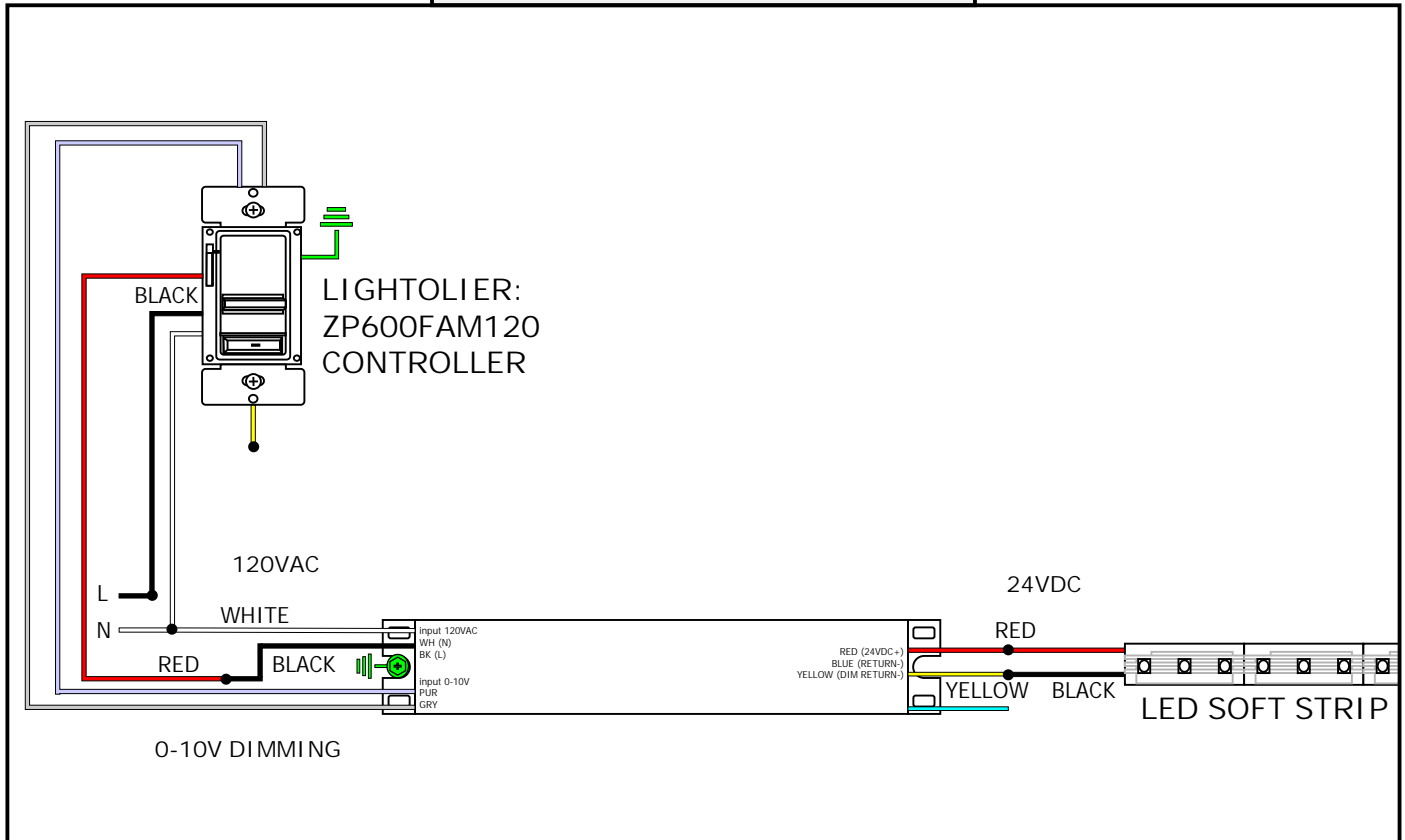 BLACK
LIGHTOLIER:
ZP600FAM120
CONTROLLER
120VAC
L
N
WHITE
RED
BLACK
input 120VAC
WH (N)
BK (L)
input 0-10V
PUR
GRY
0-10V DIMMING
RED (24VDC+)
BLUE (RETURN-)
YELLOW (DIM RETURN-)
24VDC
RED
YELLOW
BLACK
LED SOFT STRIP